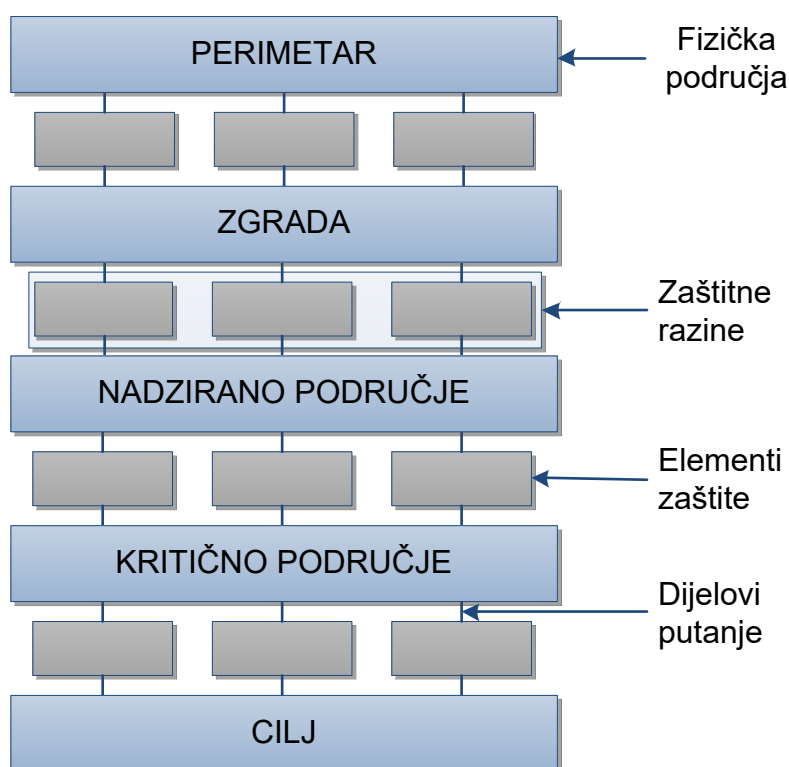 PERIMETAR
Fizička
područja
ZGRADA
Zaštitne
razine
NADZIRANO PODRUČJE
Elementi
zaštite
KRITIČNO PODRUČJE
Dijelovi
putanje
CILJ